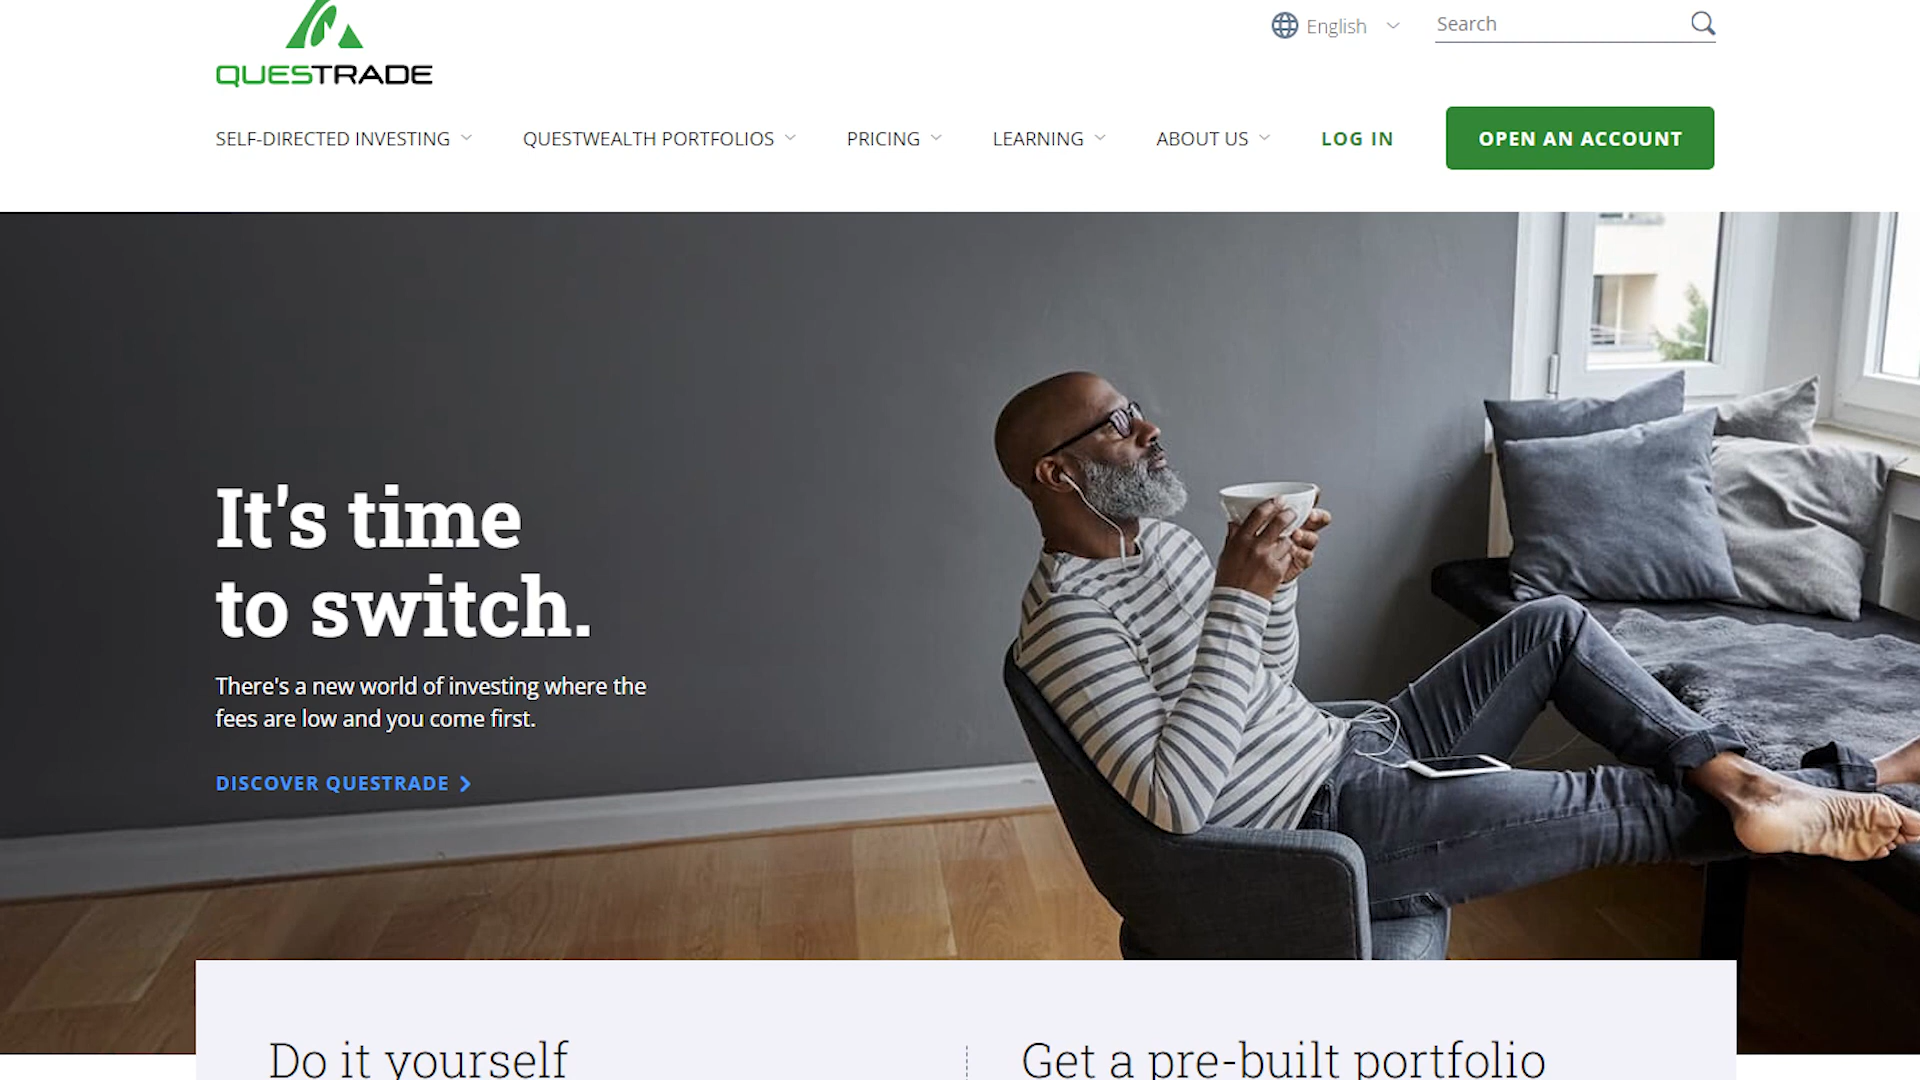 English
Search
QUESTRADE
SELF-DIRECTED INVESTING
QUESTWEALTH PORTFOLIOS
PRICING
LEARNING
ABOUT US
LOG IN
OPEN AN ACCOUNT
It's time
to switch.
There's a new world of investing where the
fees are low and you come first.
DISCOVER QUESTRADE
Do it yourself
Get a pre-built portfolio